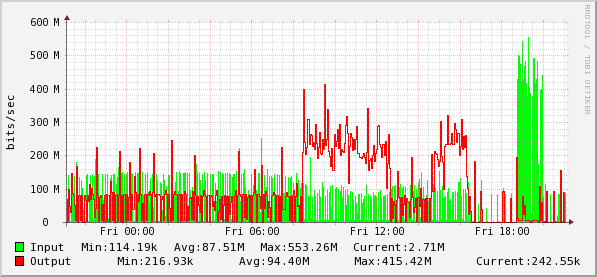 600 M
500 M
400 M
300 M
200 M
100 M
0
bits/sec
Fri 00:00 Fri 06:00 Fri 12:00 Fri 18:00
RRDTOOL / TOBI OETIKER
Input Min:114.19k Avg:87.51M Max:553.26M Current:2.71M
Output Min:216.93k Avg:94.40M Max:415.42M Current:242.55k